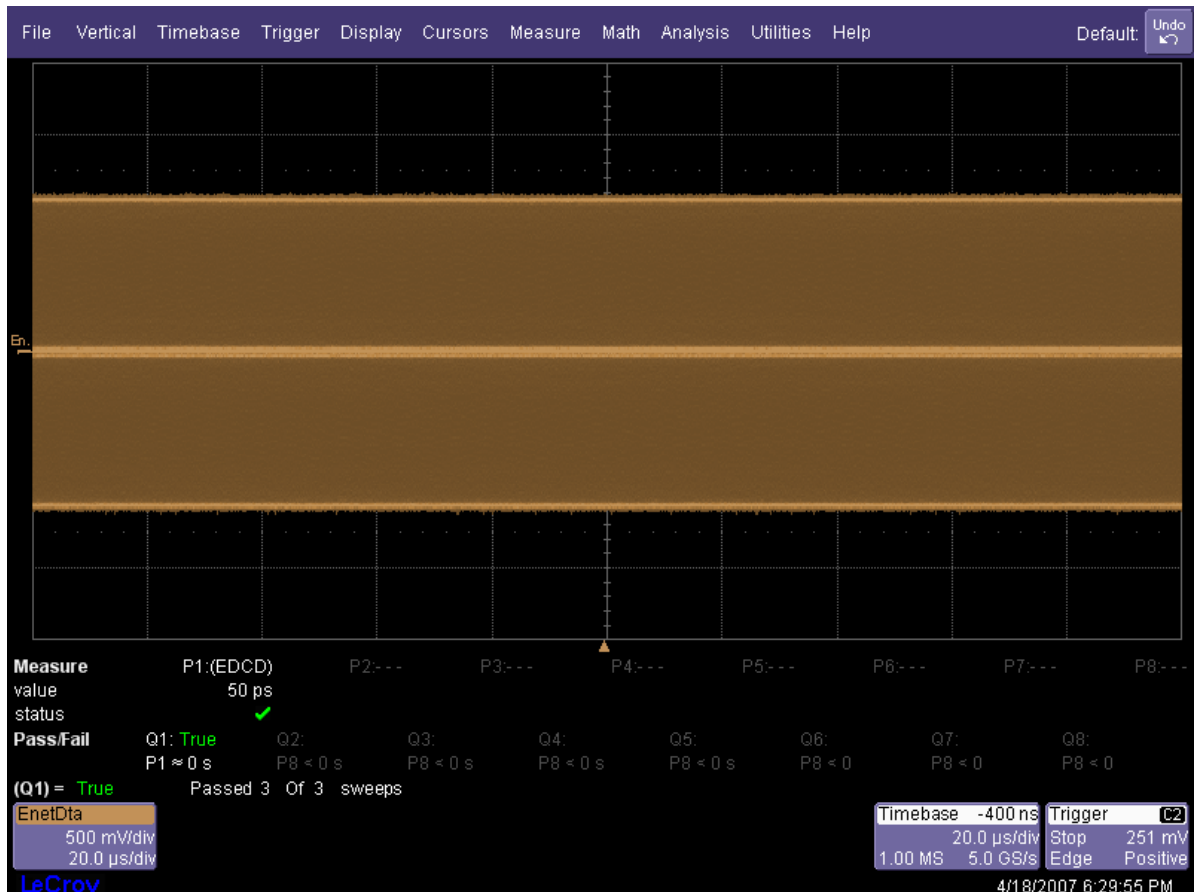 File Vertical Timebase Trigger Display Cursors Measure Math Analysis Utilities Help Default: Undo
En.
Measure P1:(EDCD) P2:- - - P3:- - - P4:- - - P5:- - - P6:- - - P7:- - - P8:- - -
value 50 ps
status
Pass/Fail Q1: True Q2: Q3: Q4: Q5: Q6: Q7: Q8:
P1 ≈ 0 s P8 < 0 s P8 < 0 s P8 < 0 s P8 < 0 s P8 < 0 P8 < 0 P8 < 0
(Q1) = True Passed 3 Of 3 sweeps
EnetDta Timebase -400 ns Trigger C2
500 mV/div 20.0 µs/div Stop 251 mV
20.0 µs/div 1.00 MS 5.0 GS/s Edge Positive
LeCroy 4/18/2007 6:29:55 PM